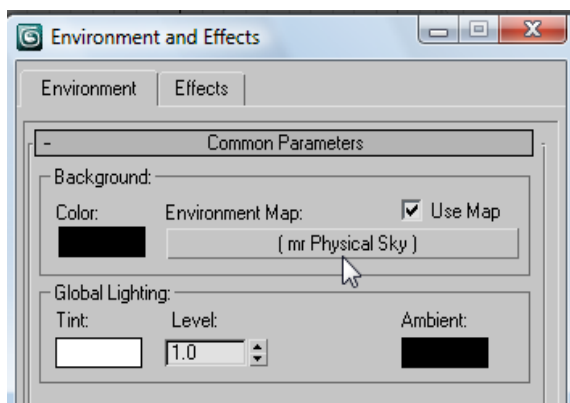 Environment and Effects
Environment Effects
- Common Parameters
Background:
Color: Environment Map: Use Map
( mr Physical Sky )
Global Lighting:
Tint: Level: Ambient:
1.0